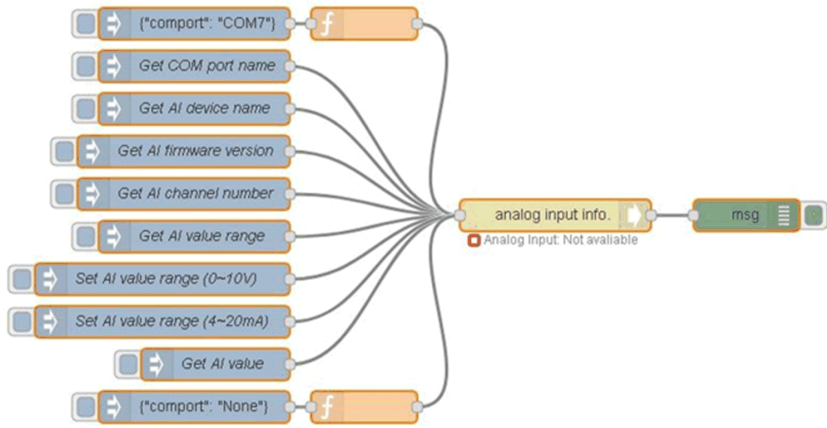 {"comport": "COM7"}
Get COM port name
Get AI device name
Get AI firmware version
Get AI channel number
analog input info.
msg
Get AI value range
Analog Input: Not avaliable
Set AI value range (0~10V)
Set AI value range (4~20mA)
Get AI value
{"comport": "None"}